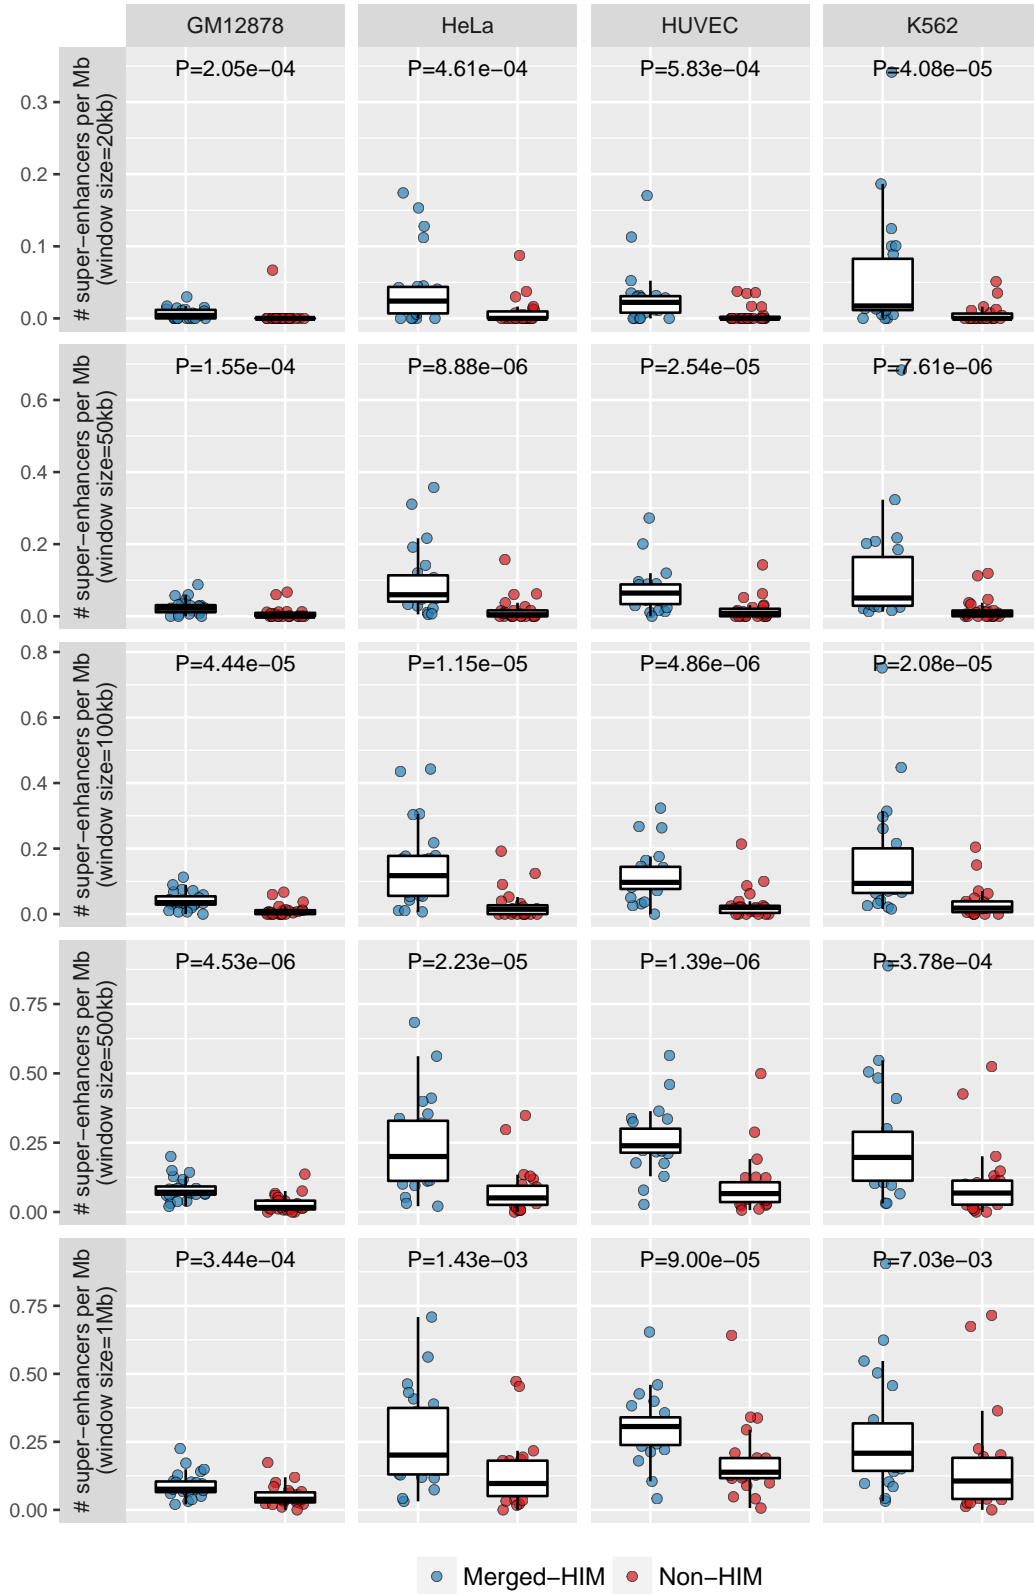 GM12878 HeLa HUVEC K562
# super−enhancers per Mb
(window size=20kb)
P=2.05e−04 P=4.61e−04 P=5.83e−04 P=4.08e−05
0.3
0.2
0.1
0.0
# super−enhancers per Mb
(window size=50kb)
P=1.55e−04 P=8.88e−06 P=2.54e−05 P=7.61e−06
0.6
0.4
0.2
0.0
# super−enhancers per Mb
(window size=100kb)
P=4.44e−05 P=1.15e−05 P=4.86e−06 P=2.08e−05
0.8
0.6
0.4
0.2
0.0
# super−enhancers per Mb
(window size=500kb)
P=4.53e−06 P=2.23e−05 P=1.39e−06 P=3.78e−04
0.75
0.50
0.25
0.00
# super−enhancers per Mb
(window size=1Mb)
P=3.44e−04 P=1.43e−03 P=9.00e−05 P=7.03e−03
0.75
0.50
0.25
0.00
Merged−HIM Non−HIM